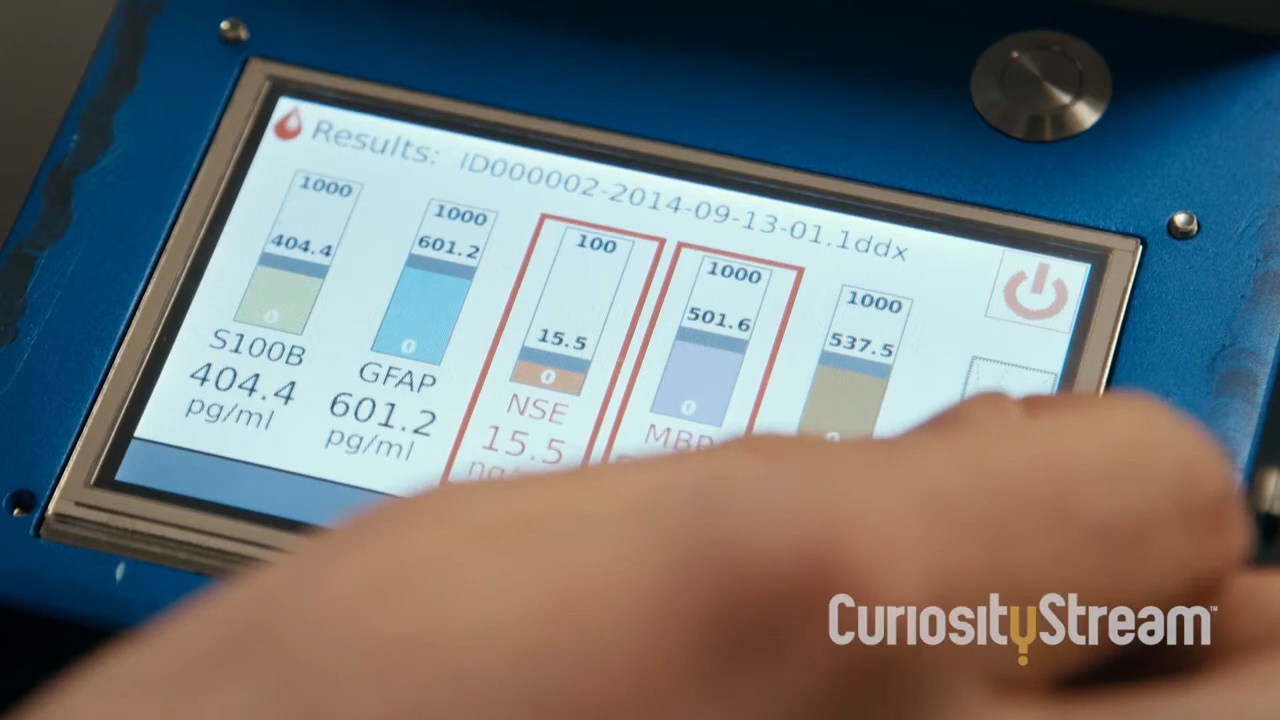 Results: ID000002-2014-09-13-01.1ddx
1000
404.4
0
S100B
404.4
pg/ml
1000
601.2
0
GFAP
601.2
pg/ml
100
15.5
0
NSE
15.5
1000
501.6
0
1000
537.5
CuriosityStream™